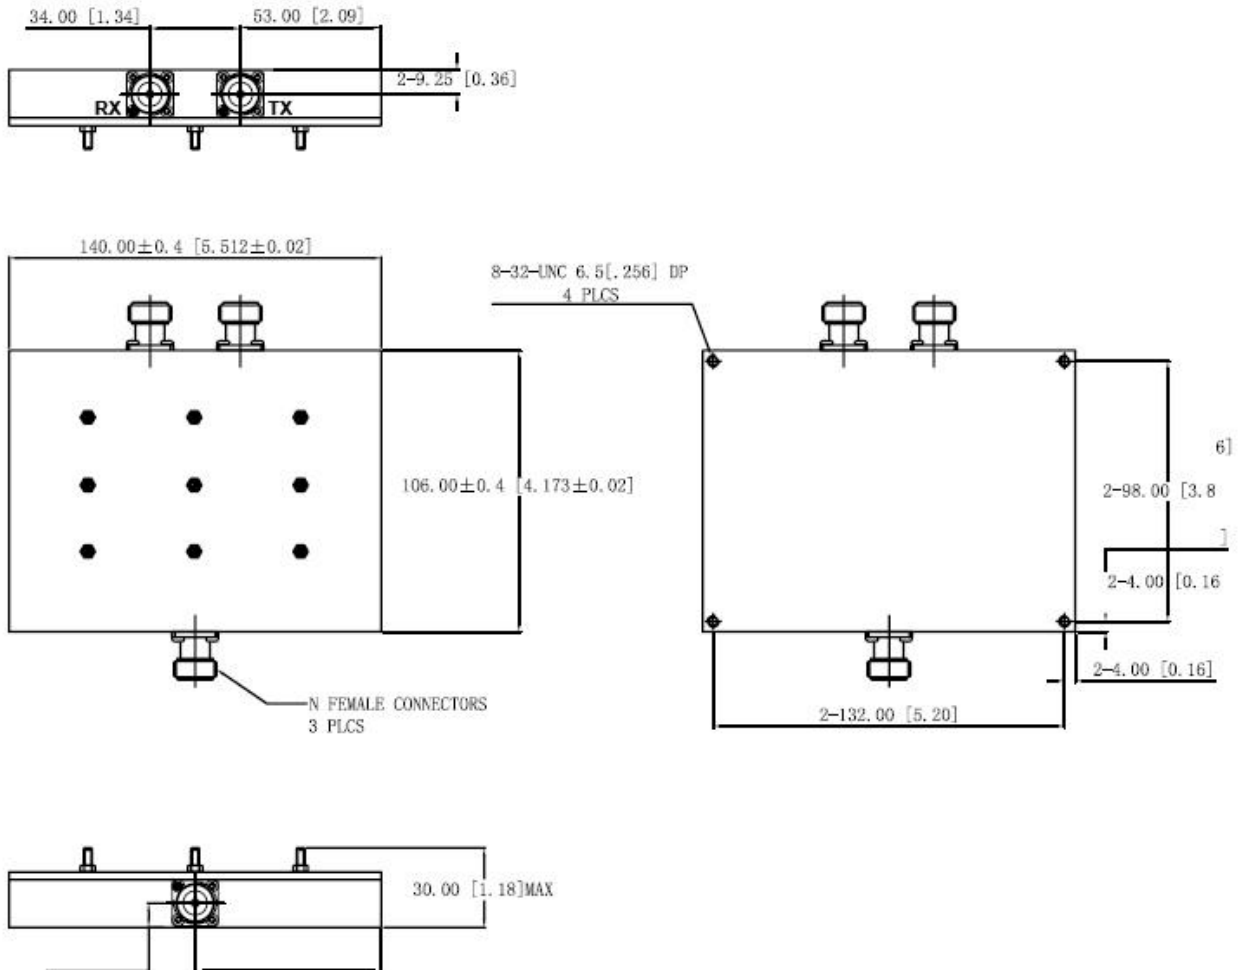 34.00 [1.34]
53.00 [2.09]
2-9.25 [0.36]
RX
TX
140.00±0.4 [5.512±0.02]
8-32-UNC 6.5[.256] DP
4 PLCS
106.00±0.4 [4.173±0.02]
6]
2-98.00 [3.8
]
2-4.00 [0.16
2-4.00 [0.16]
2-132.00 [5.20]
N FEMALE CONNECTORS
3 PLCS
30.00 [1.18]MAX